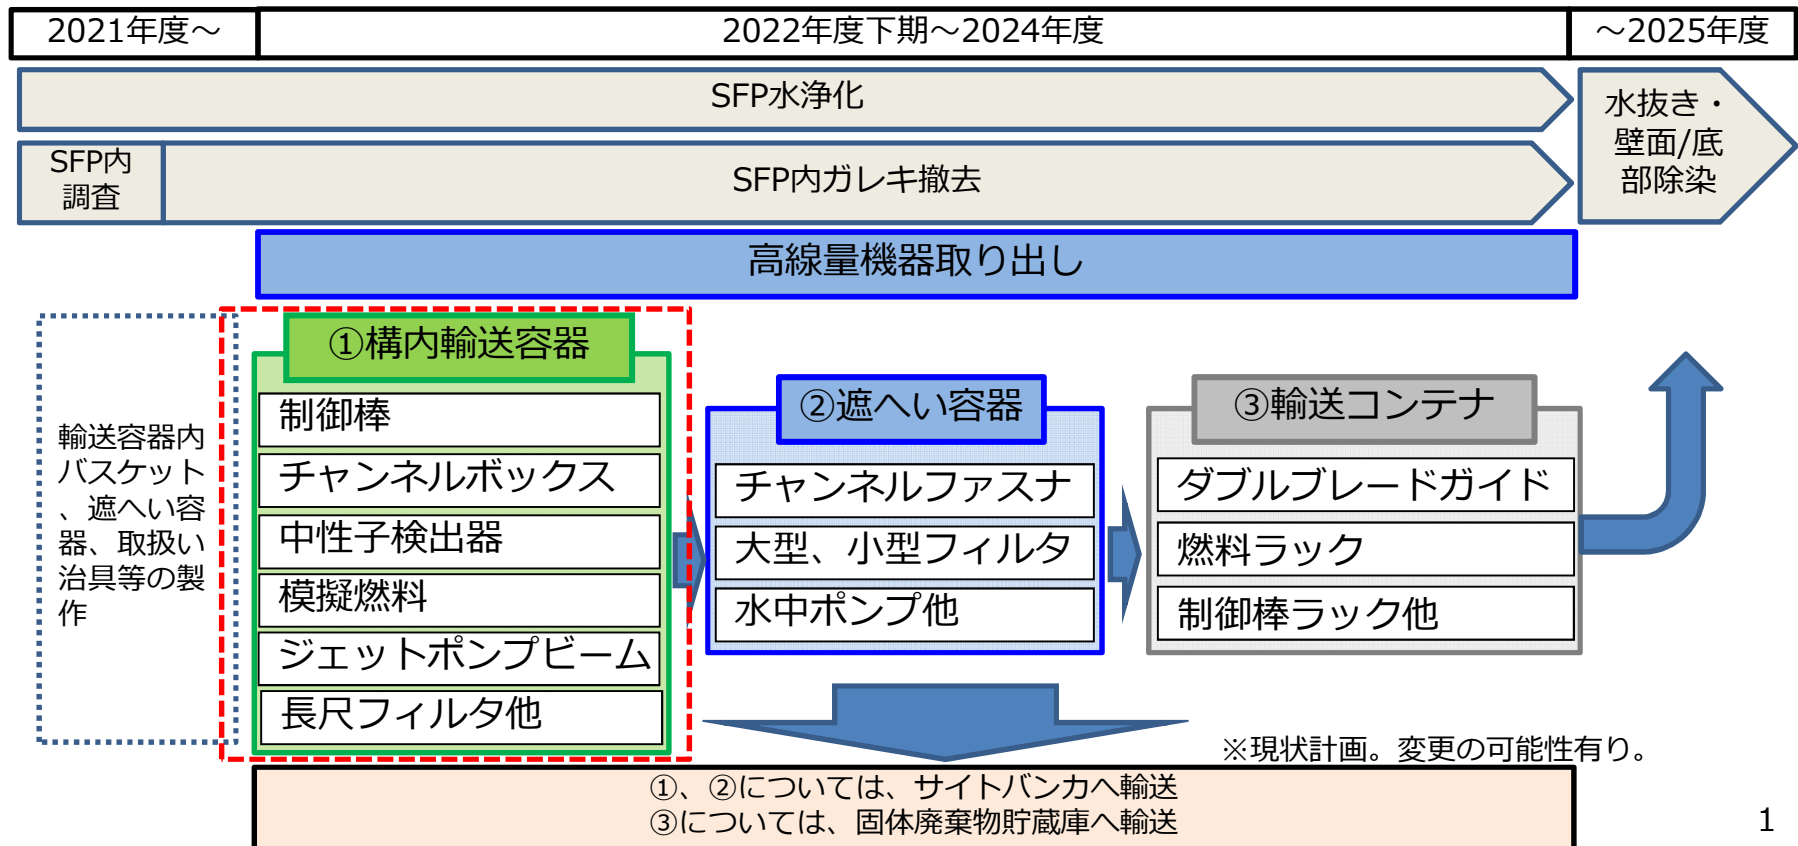 2021年度～
2022年度下期～2024年度
～2025年度
SFP水浄化
SFP内
調査
SFP内ガレキ撤去
水抜き・
壁面/底
部除染
高線量機器取り出し
輸送容器内
バスケット
、遮へい容
器、取扱い
治具等の製
作
①構内輸送容器
制御棒
チャンネルボックス
中性子検出器
模擬燃料
ジェットポンプビーム
長尺フィルタ他
②遮へい容器
チャンネルファスナ
大型、小型フィルタ
水中ポンプ他
③輸送コンテナ
ダブルブレードガイド
燃料ラック
制御棒ラック他
※現状計画。変更の可能性有り。
①、②については、サイトバンカへ輸送
③については、固体廃棄物貯蔵庫へ輸送
1